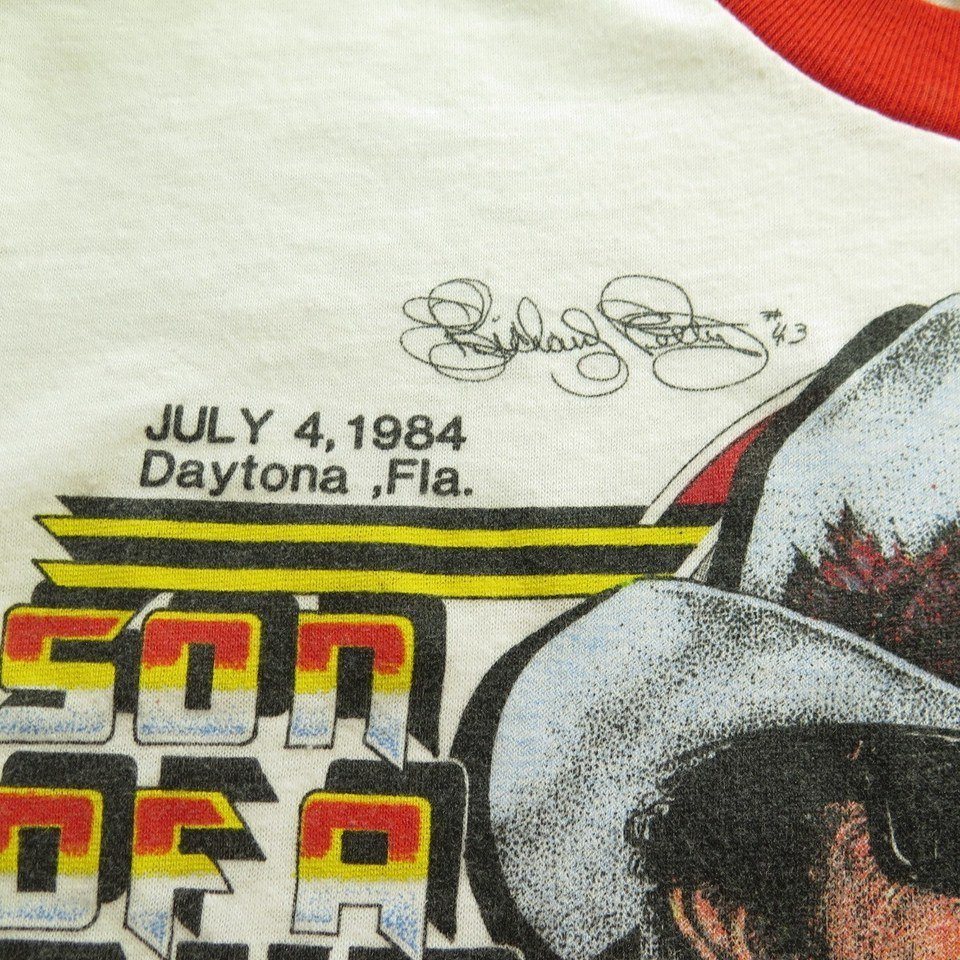 Richard Petty #43
JULY 4, 1984
Daytona ,Fla.
SON
OF A